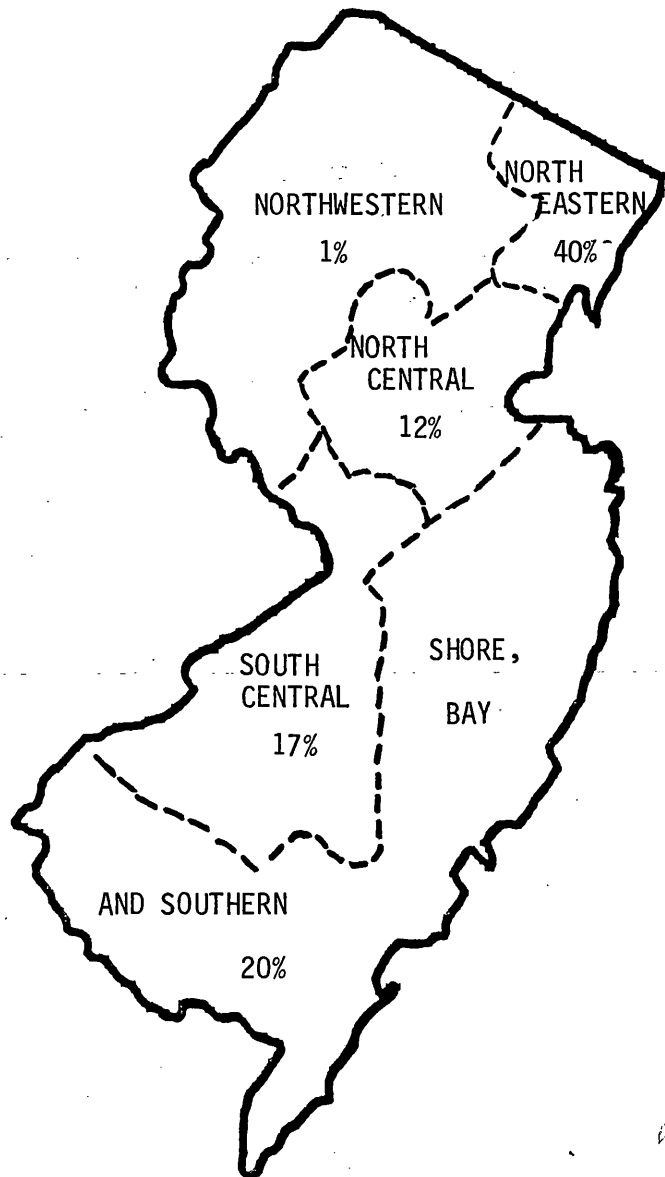 NORTHWESTERN
1%
NORTH
EASTERN
40%
NORTH
CENTRAL
12%
SOUTH
CENTRAL
17%
SHORE,
BAY
AND SOUTHERN
20%